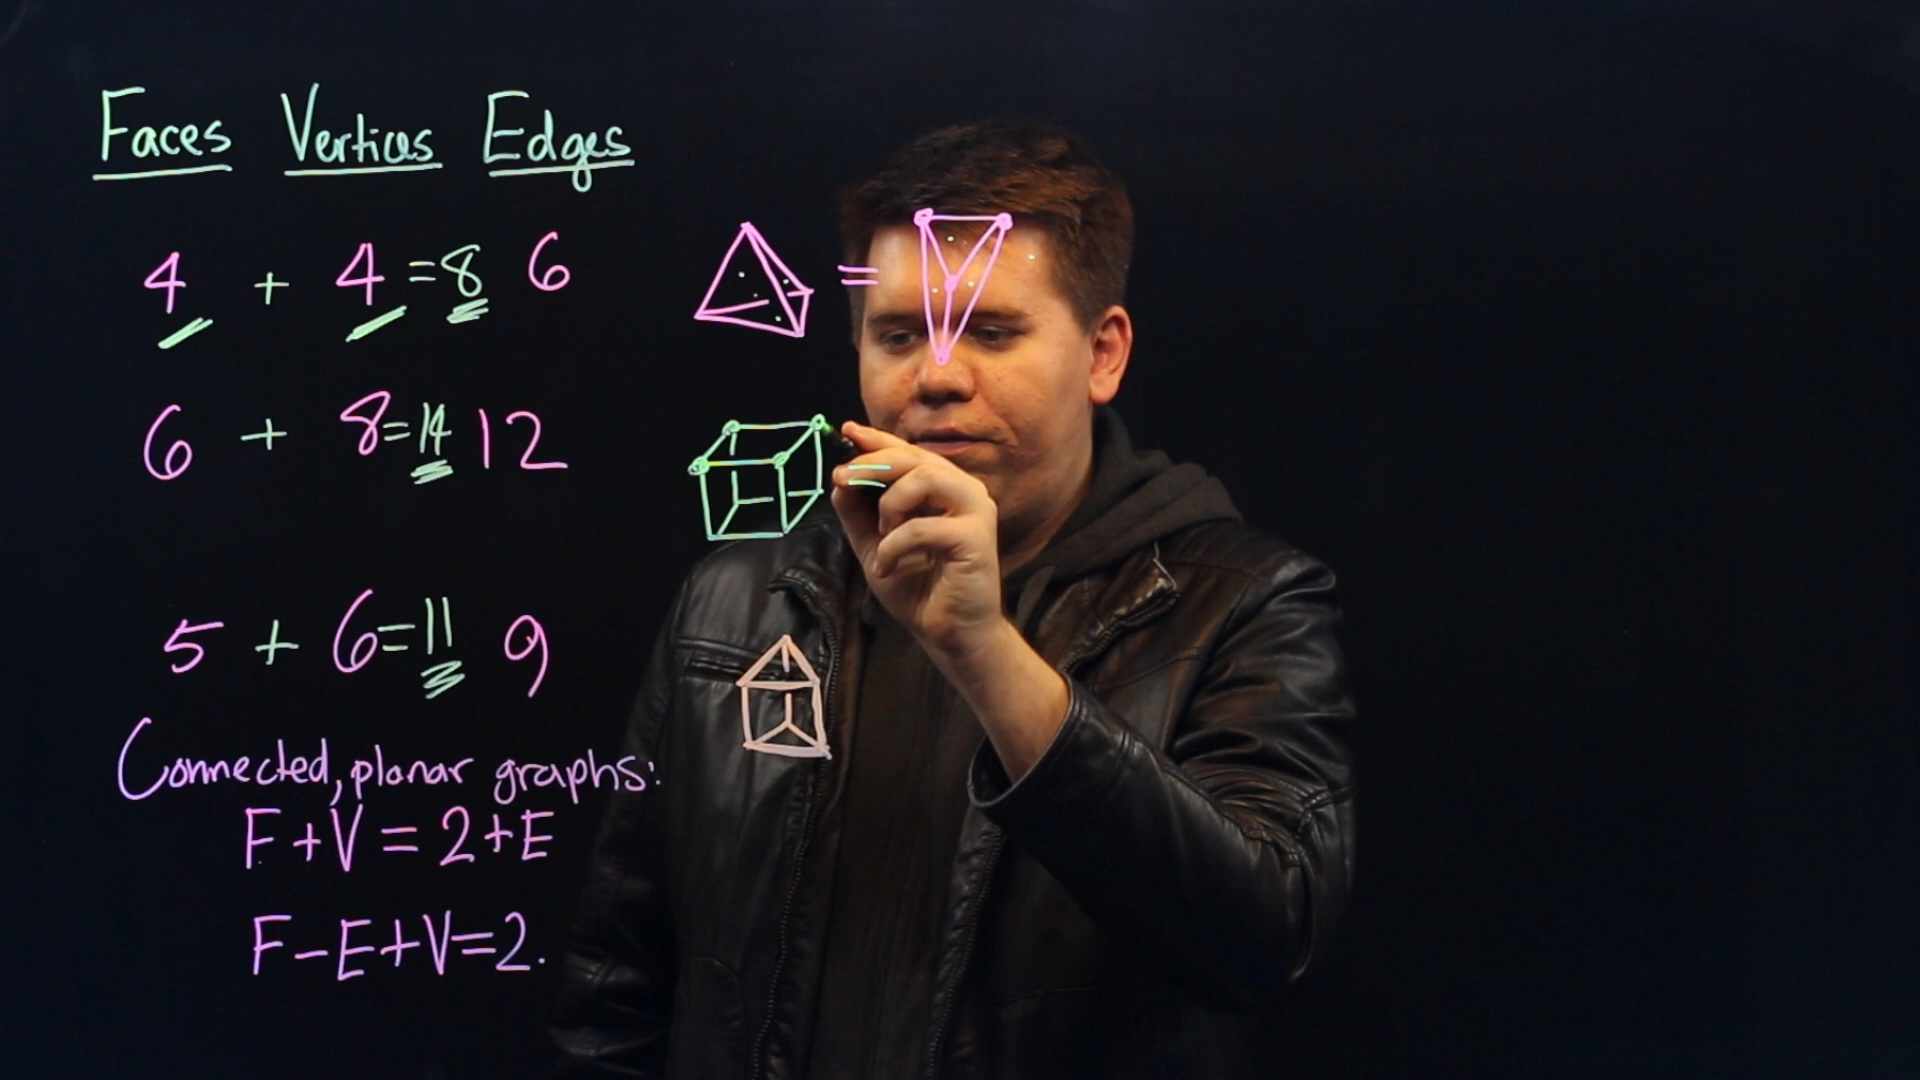 Faces Vertices Edges
4 + 4 = 8 6
=
6 + 8 = 14 12
=
5 + 6 = 11 9
Connected, planar graphs:
F + V = 2 + E
F - E + V = 2.